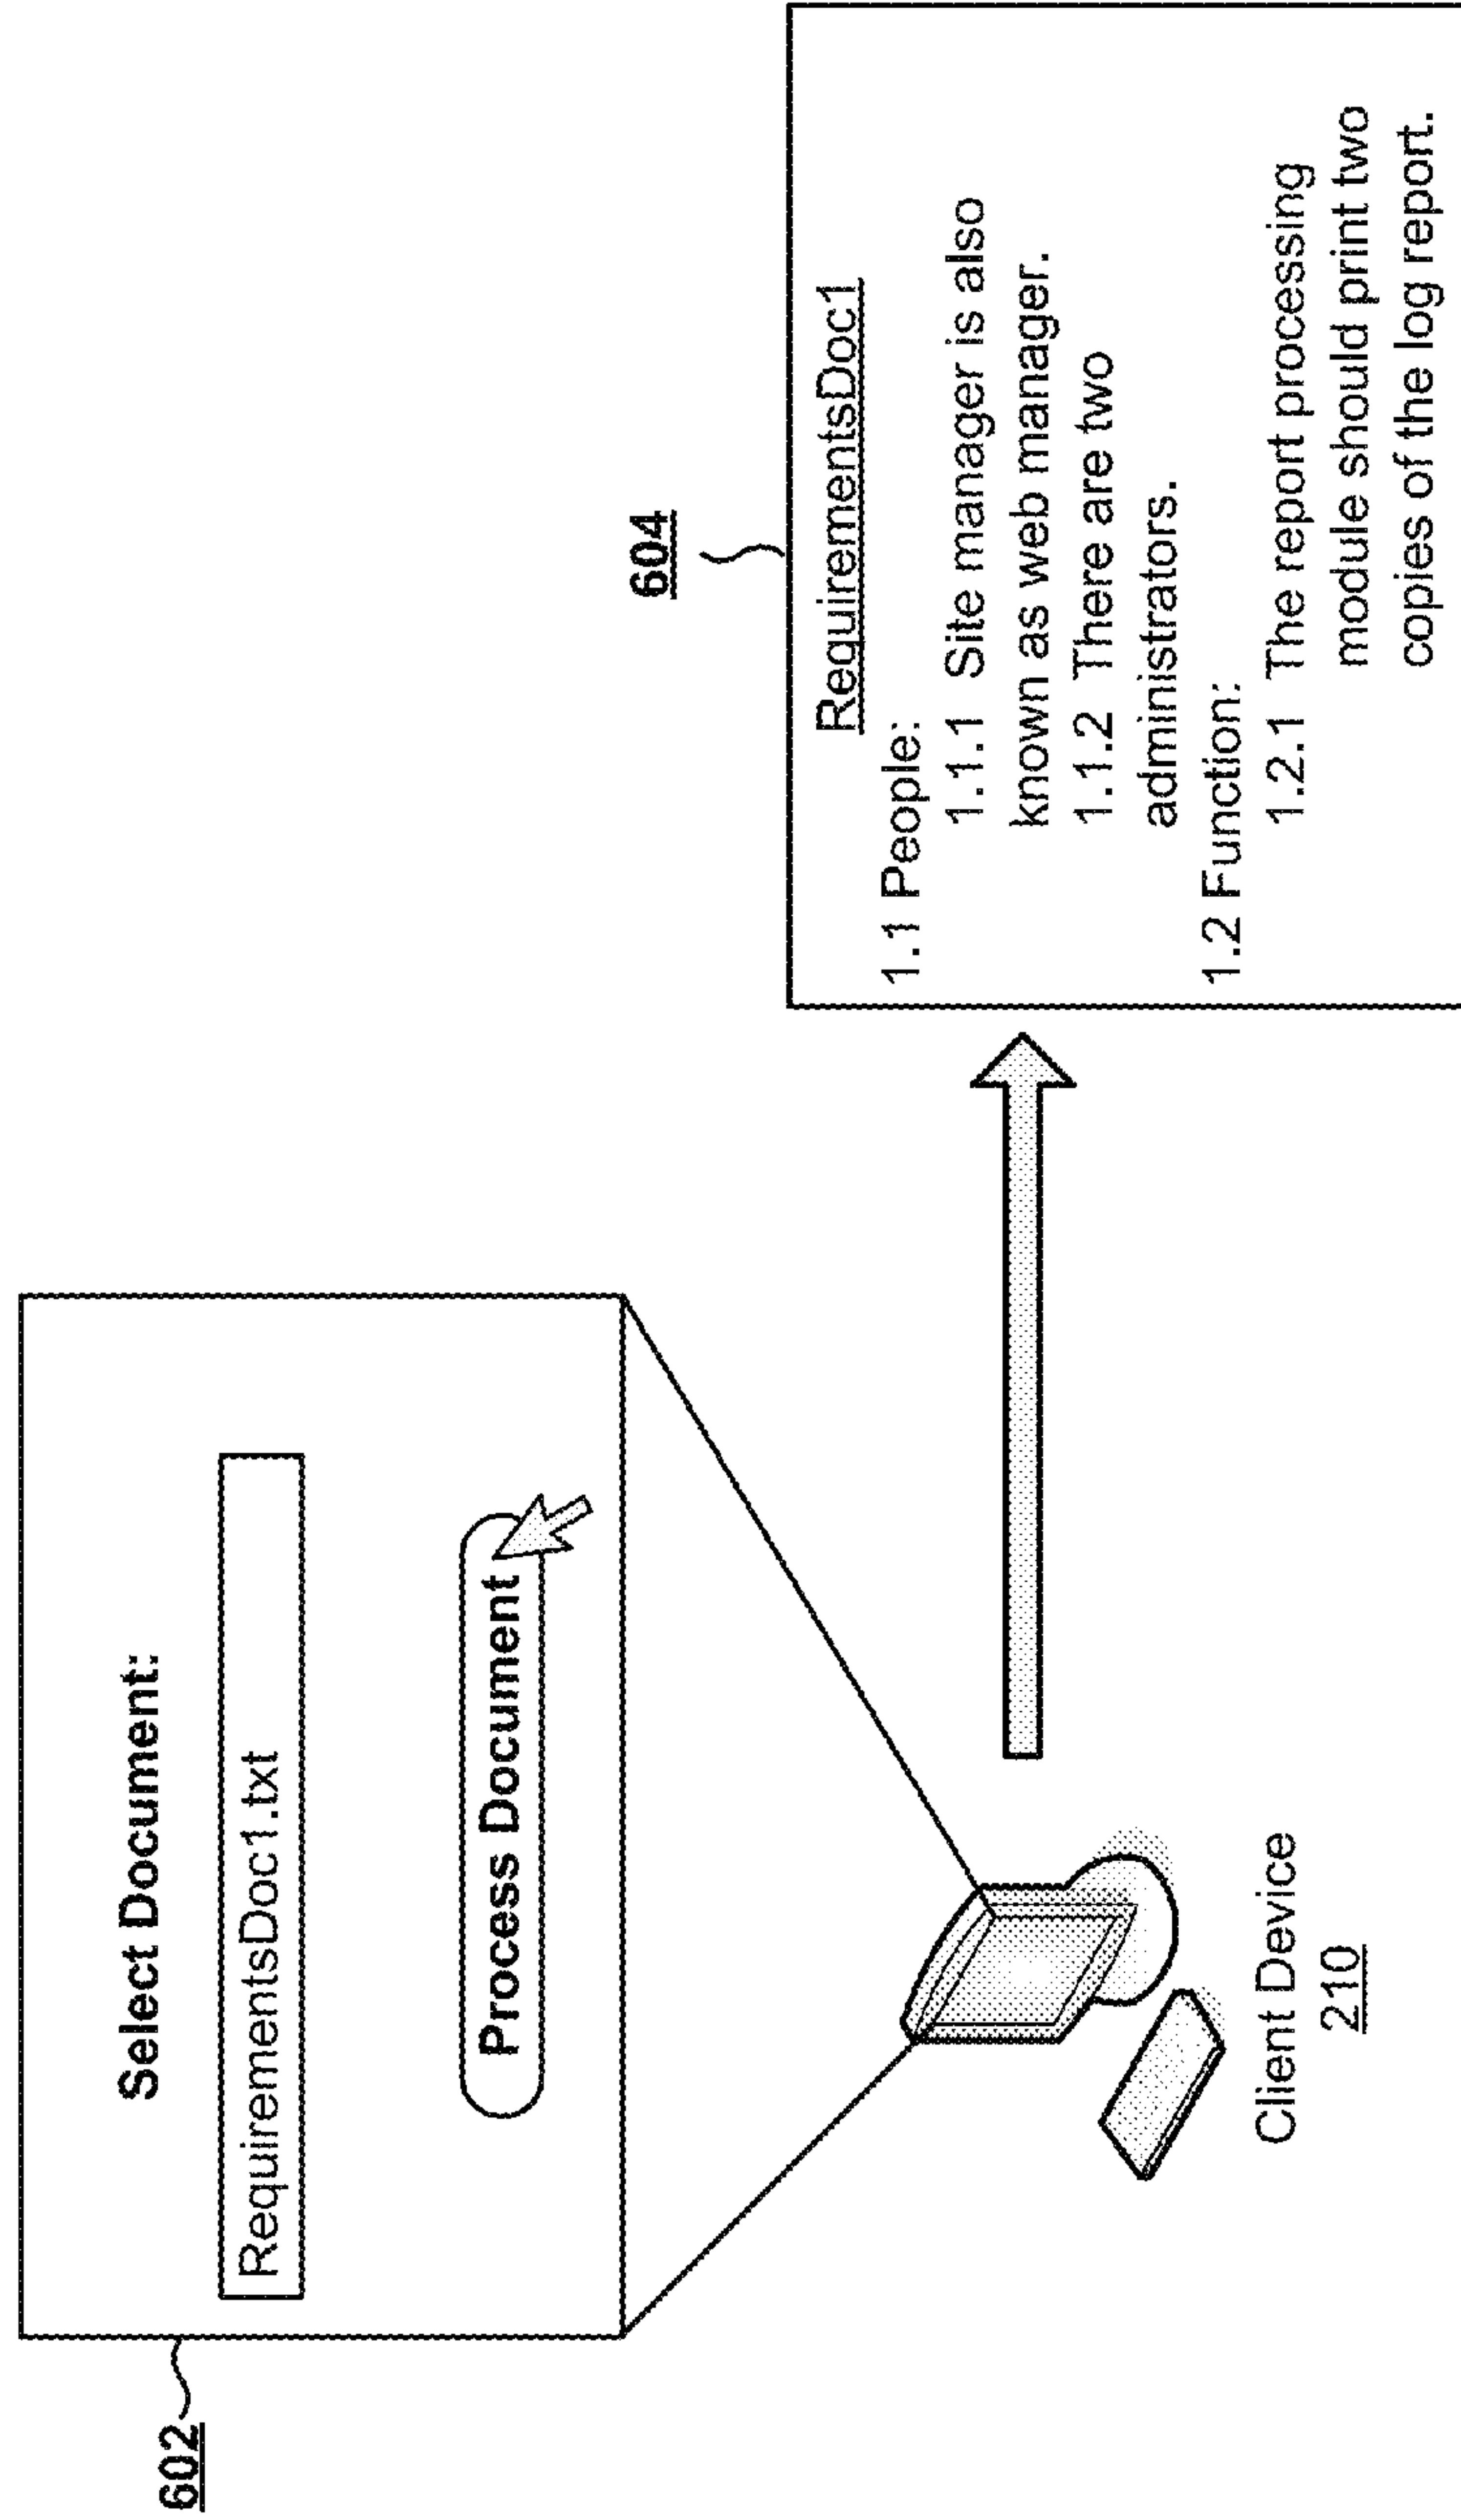 602
Select Document:
RequirementsDoc1.txt
Process Document
Client Device
210
604
RequirementsDoc1
1.1 People:
1.1.1 Site manager is also
known as web manager.
1.1.2 There are two
administrators.
1.2 Function:
1.2.1 The report processing
module should print two
copies of the log report.